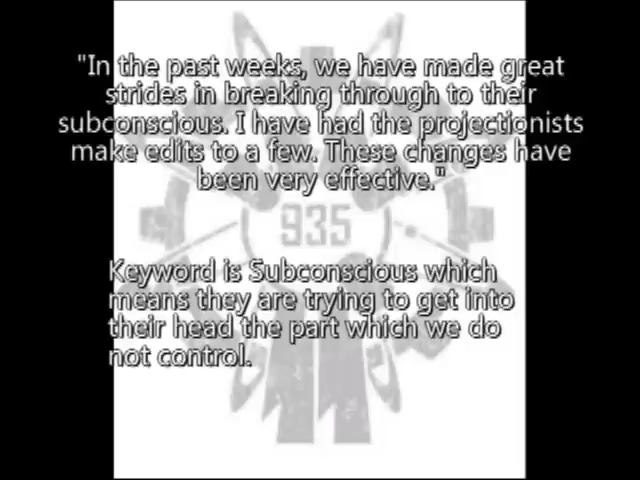 "In the past weeks, we have made great
strides in breaking through to their
subconscious. I have had the projectionists
make edits to a few. These changes have
been very effective."
935
Keyword is Subconscious which
means they are trying to get into
their head the part which we do
not control.